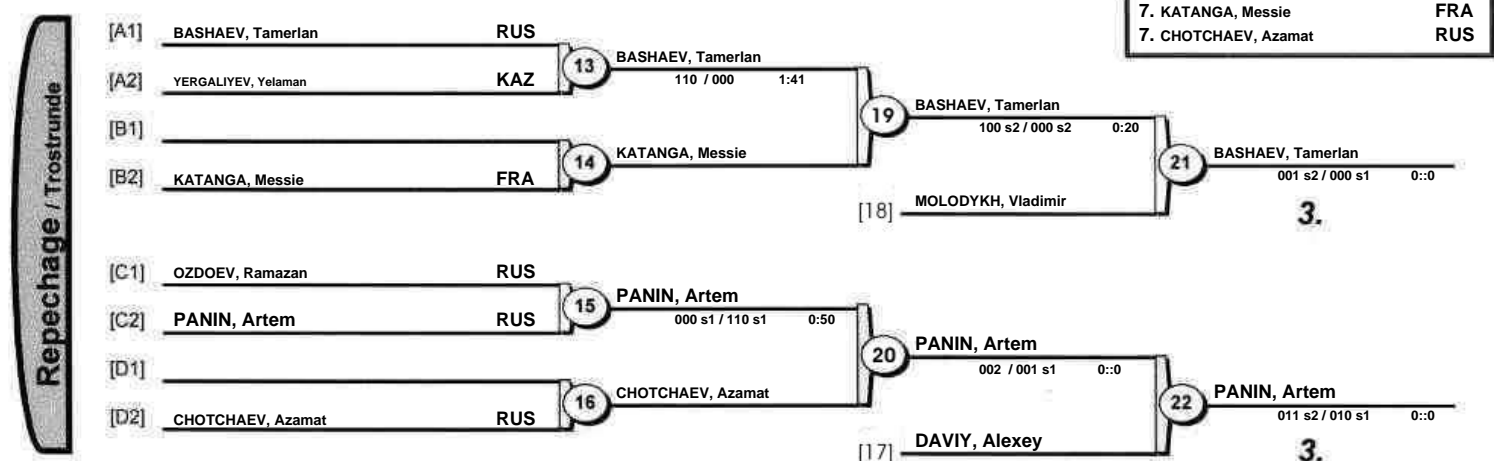 7. KATANGA, Messie FRA
7. CHOTCHAEV, Azamat RUS
Repechage / Trostrunde
[A1] BASHAEV, Tamerlan RUS
13 BASHAEV, Tamerlan
110 / 000 1:41
[A2] YERGALIYEV, Yelaman KAZ
19 BASHAEV, Tamerlan
100 s2 / 000 s2 0:20
[B1]
14 KATANGA, Messie
[B2] KATANGA, Messie FRA
21 BASHAEV, Tamerlan
001 s2 / 000 s1 0::0
[18] MOLODYKH, Vladimir
3.
[C1] OZDOEV, Ramazan RUS
15 PANIN, Artem
000 s1 / 110 s1 0:50
[C2] PANIN, Artem RUS
20 PANIN, Artem
002 / 001 s1 0::0
[D1]
16 CHOTCHAEV, Azamat
[D2] CHOTCHAEV, Azamat RUS
22 PANIN, Artem
011 s2 / 010 s1 0::0
[17] DAVIY, Alexey
3.